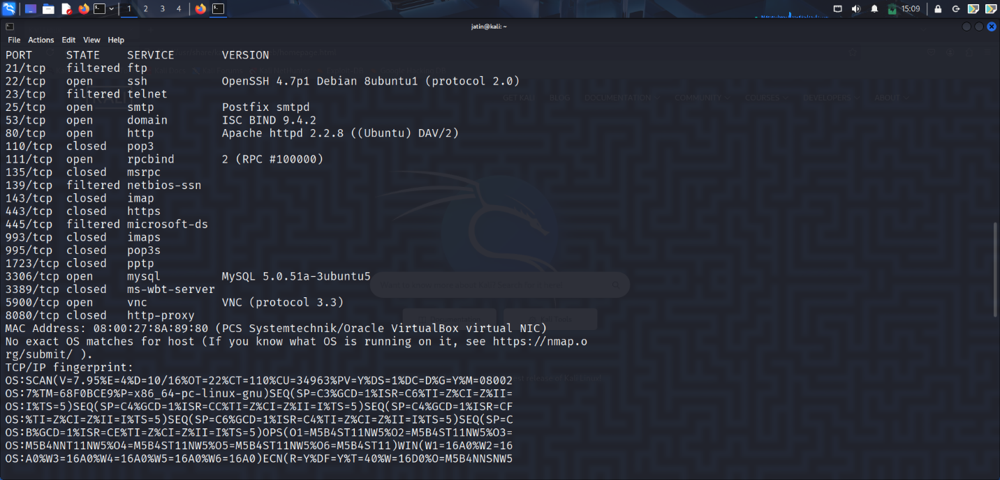 1 2 3 4 15:09
jatin@kali: ~
File Actions Edit View Help
PORT STATE SERVICE VERSION
21/tcp filtered ftp
22/tcp open ssh OpenSSH 4.7p1 Debian 8ubuntu1 (protocol 2.0)
23/tcp filtered telnet
GET KALI BLOG DOCUMENTATION COMMUNITY COURSES DEVELOPERS ABOUT
25/tcp open smtp Postfix smtpd
53/tcp open domain ISC BIND 9.4.2
80/tcp open http Apache httpd 2.2.8 ((Ubuntu) DAV/2)
110/tcp closed pop3
111/tcp open rpcbind 2 (RPC #100000)
135/tcp closed msrpc
139/tcp filtered netbios-ssn
143/tcp closed imap
443/tcp closed https
445/tcp filtered microsoft-ds
993/tcp closed imaps
995/tcp closed pop3s
1723/tcp closed pptp
3306/tcp open mysql MySQL 5.0.51a-3ubuntu5
3389/tcp closed ms-wbt-server
5900/tcp open vnc VNC (protocol 3.3)
8080/tcp closed http-proxy
MAC Address: 08:00:27:8A:89:80 (PCS Systemtechnik/Oracle VirtualBox virtual NIC)
No exact OS matches for host (If you know what OS is running on it, see https://nmap.o
rg/submit/ ).
TCP/IP fingerprint:
OS:SCAN(V=7.95%E=4%D=10/16%OT=22%CT=110%CU=34963%PV=Y%DS=1%DC=D%G=Y%M=08002
OS:7%TM=68F0BCE9%P=x86_64-pc-linux-gnu)SEQ(SP=C3%GCD=1%ISR=C6%TI=Z%CI=Z%II=
OS:I%TS=5)SEQ(SP=C4%GCD=1%ISR=CC%TI=Z%CI=Z%II=I%TS=5)SEQ(SP=C4%GCD=1%ISR=CF
OS:%TI=Z%CI=Z%II=I%TS=5)SEQ(SP=C6%GCD=1%ISR=C4%TI=Z%CI=Z%II=I%TS=5)SEQ(SP=C
OS:B%GCD=1%ISR=CE%TI=Z%CI=Z%II=I%TS=5)OPS(O1=M5B4ST11NW5%O2=M5B4ST11NW5%O3=
OS:M5B4NNT11NW5%O4=M5B4ST11NW5%O5=M5B4ST11NW5%O6=M5B4ST11)WIN(W1=16A0%W2=16
OS:A0%W3=16A0%W4=16A0%W5=16A0%W6=16A0)ECN(R=Y%DF=Y%T=40%W=16D0%O=M5B4NNSNW5